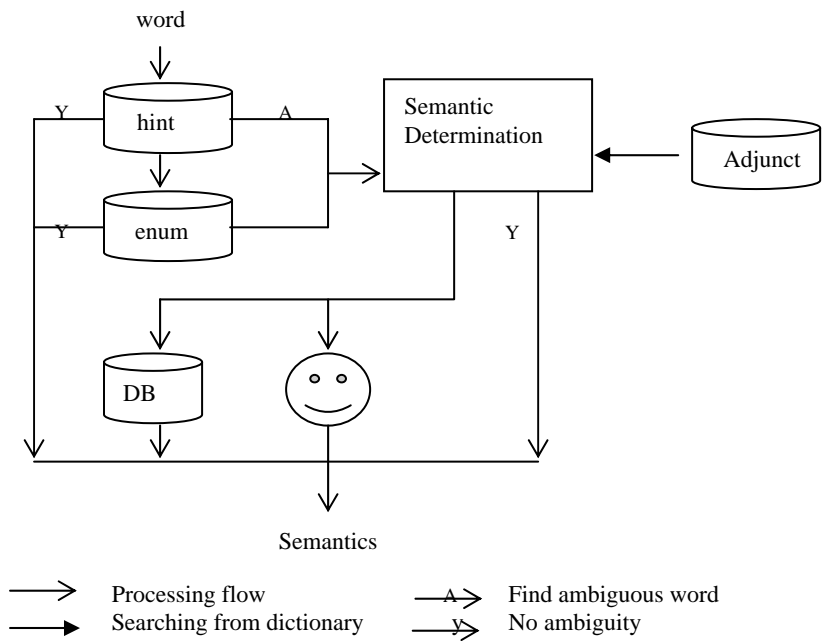 word
Y
hint
A
Semantic
Determination
Adjunct
Y
enum
Y
DB
Semantics
Processing flow
A
Find ambiguous word
Searching from dictionary
y
No ambiguity